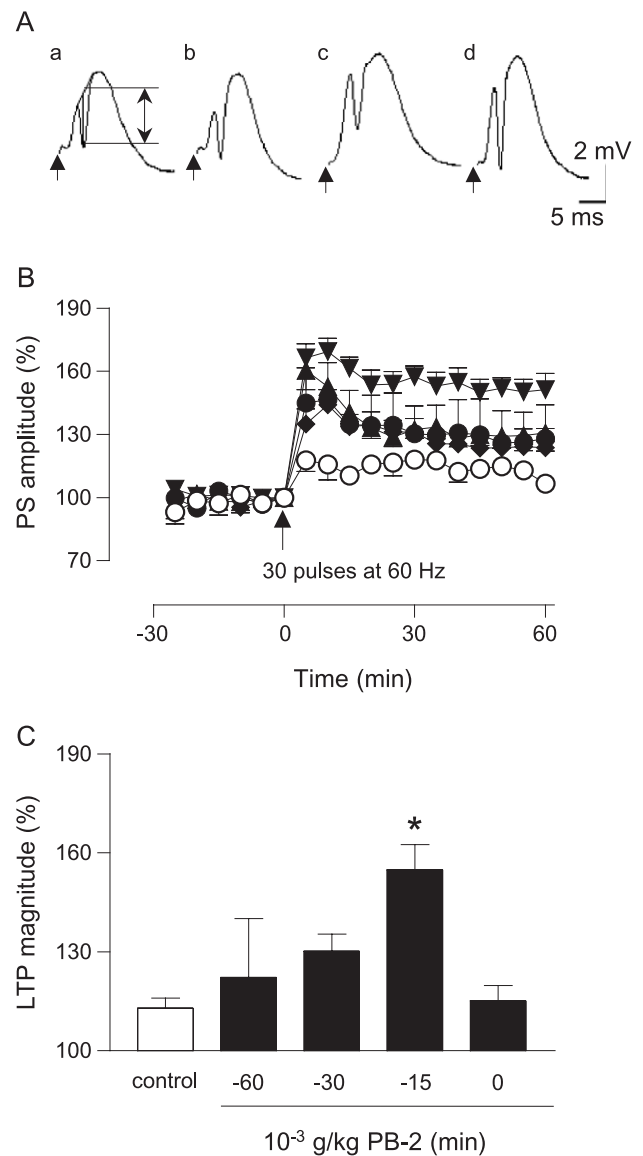 A
a b c d
2 mV
5 ms
B
190
160
130
100
70
PS amplitude (%)
30 pulses at 60 Hz
-30 0 30 60
Time (min)
C
190
160
130
100
LTP magnitude (%)
*
control -60 -30 -15 0
10⁻³ g/kg PB-2 (min)